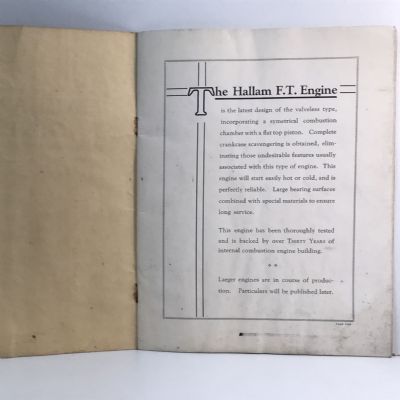 The Hallam F.T. Engine
is the latest design of the valveless type,
incorporating a symetrical combustion
chamber with a flat top piston. Complete
crankcase scavengering is obtained, elim-
inating those undesirable features usually
associated with this type of engine. This
engine will start easily hot or cold, and is
perfectly reliable. Large bearing surfaces
combined with special materials to ensure
long service.
This engine has been thoroughly tested
and is backed by over THIRTY YEARS of
internal combustion engine building.
Larger engines are in course of produc-
tion. Particulars will be published later.